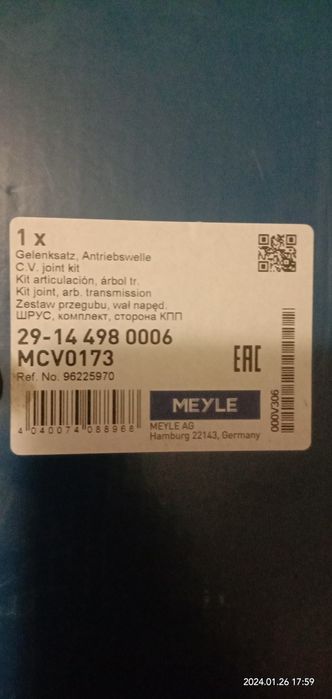 1 x
Gelenksatz, Antriebswelle
C.V. joint kit
Kit articulación, árbol tr.
Kit joint, arb. transmission
Zestaw przegubu, wał napęd.
ШРУС, комплект, сторона КПП
29-14 498 0006
MCV0173
Ref. No. 96225970
EAC
MEYLE
4 040074 088968
MEYLE AG
Hamburg 22143, Germany
000V306
2024.01.26 17:59